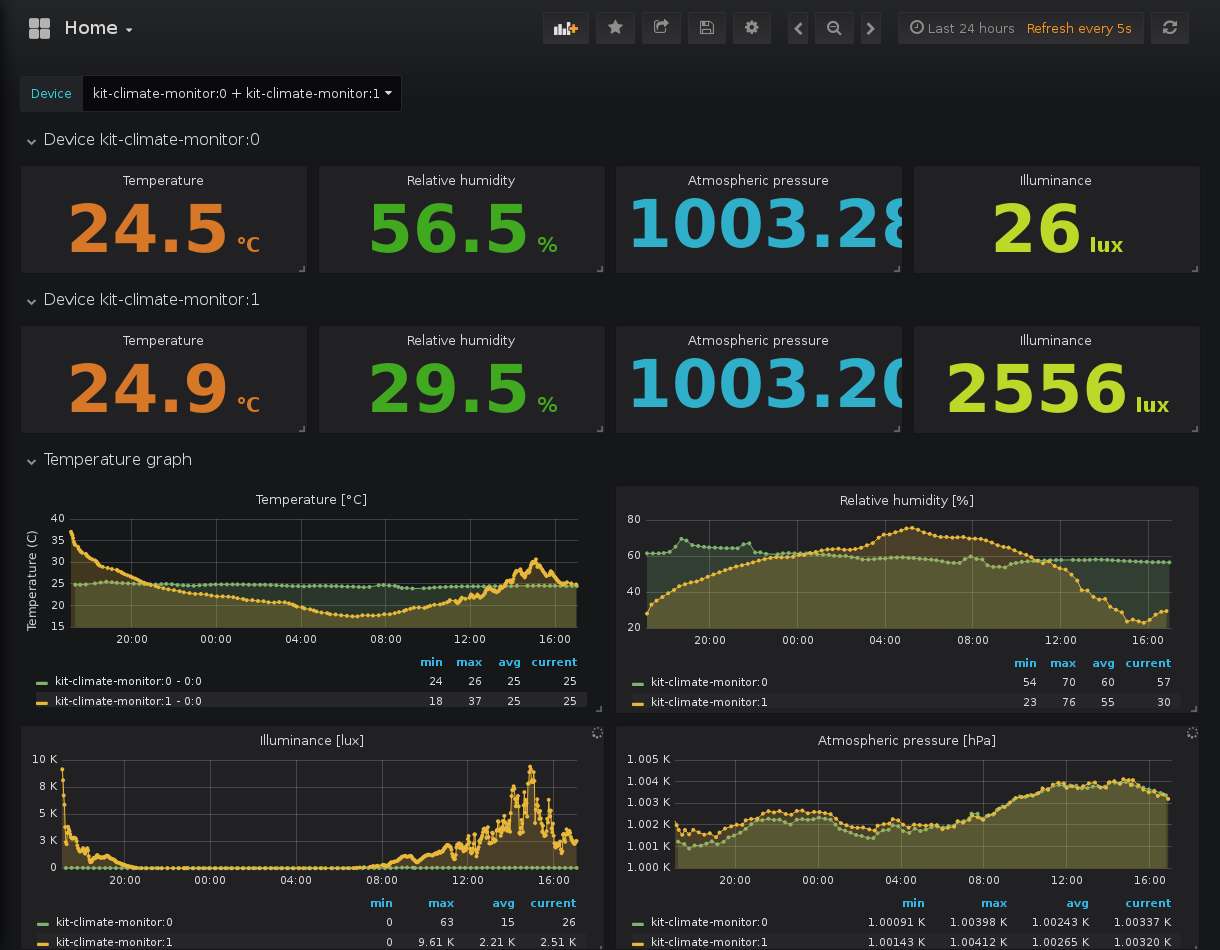 Home
Last 24 hours Refresh every 5s
Device kit-climate-monitor:0 + kit-climate-monitor:1
Device kit-climate-monitor:0
Temperature Relative humidity Atmospheric pressure Illuminance
24.5 °C 56.5 % 1003.28 26 lux
Device kit-climate-monitor:1
Temperature Relative humidity Atmospheric pressure Illuminance
24.9 °C 29.5 % 1003.20 2556 lux
Temperature graph
Temperature [°C]
Temperature (C)
40
35
30
25
20
15
20:00 00:00 04:00 08:00 12:00 16:00
min max avg current
kit-climate-monitor:0 - 0:0 24 26 25 25
kit-climate-monitor:1 - 0:0 18 37 25 25
Relative humidity [%]
80
60
40
20
20:00 00:00 04:00 08:00 12:00 16:00
min max avg current
kit-climate-monitor:0 54 70 60 57
kit-climate-monitor:1 23 76 55 30
Illuminance [lux]
10 K
8 K
5 K
3 K
0
20:00 00:00 04:00 08:00 12:00 16:00
min max avg current
kit-climate-monitor:0 0 63 15 26
kit-climate-monitor:1 0 9.61 K 2.21 K 2.51 K
Atmospheric pressure [hPa]
1.005 K
1.004 K
1.003 K
1.002 K
1.001 K
1.000 K
20:00 00:00 04:00 08:00 12:00 16:00
min max avg current
kit-climate-monitor:0 1.00091 K 1.00398 K 1.00243 K 1.00337 K
kit-climate-monitor:1 1.00143 K 1.00412 K 1.00265 K 1.00320 K